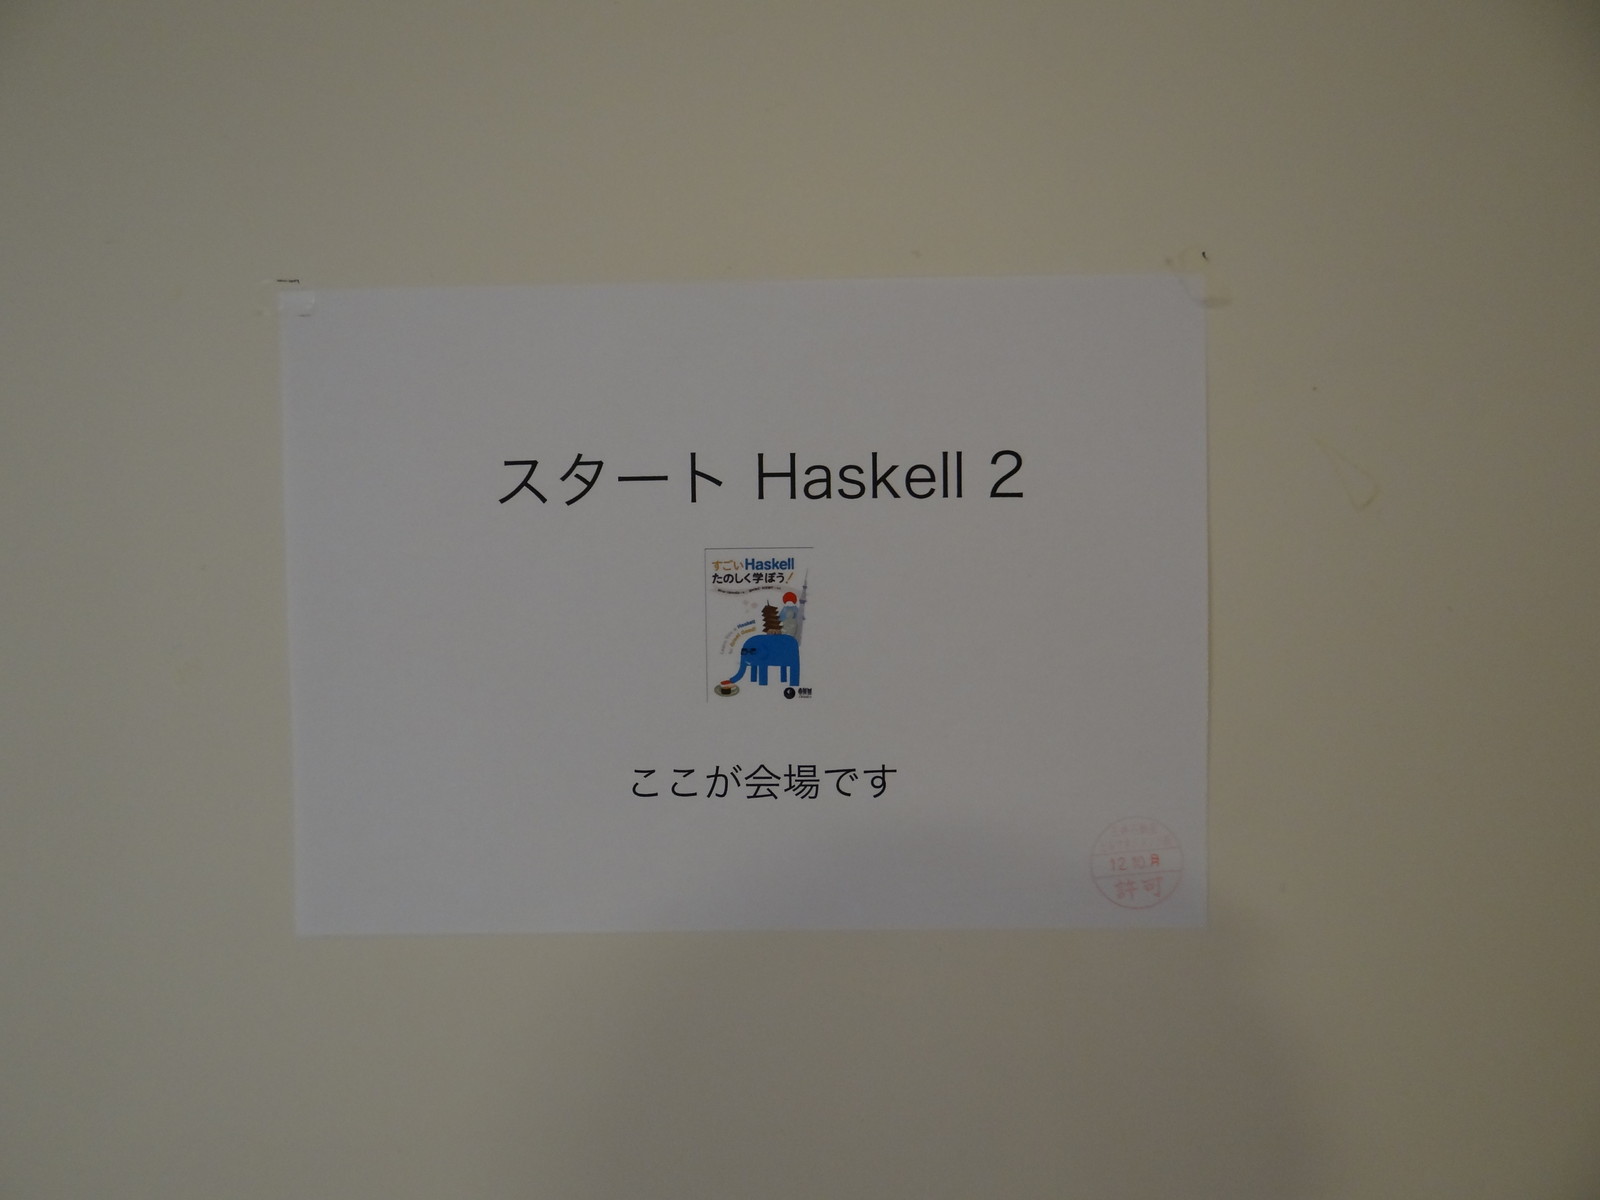 スタート Haskell 2
すごいHaskell
たのしく学ぼう!
ここが会場です
許可